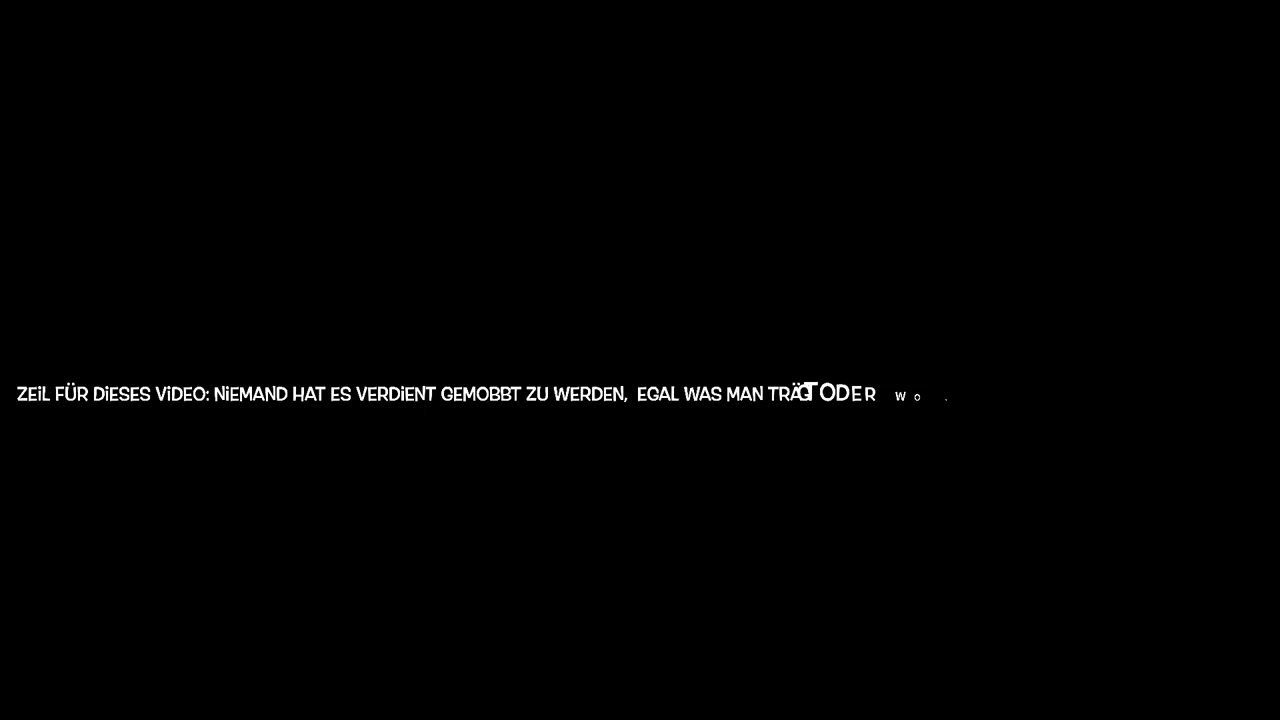 ZEiL FÜR DiESES ViDEO: NiEMAND HAT ES VERDiENT GEMOBBT ZU WERDEN, EGAL WAS MAN TRÄGT ODER